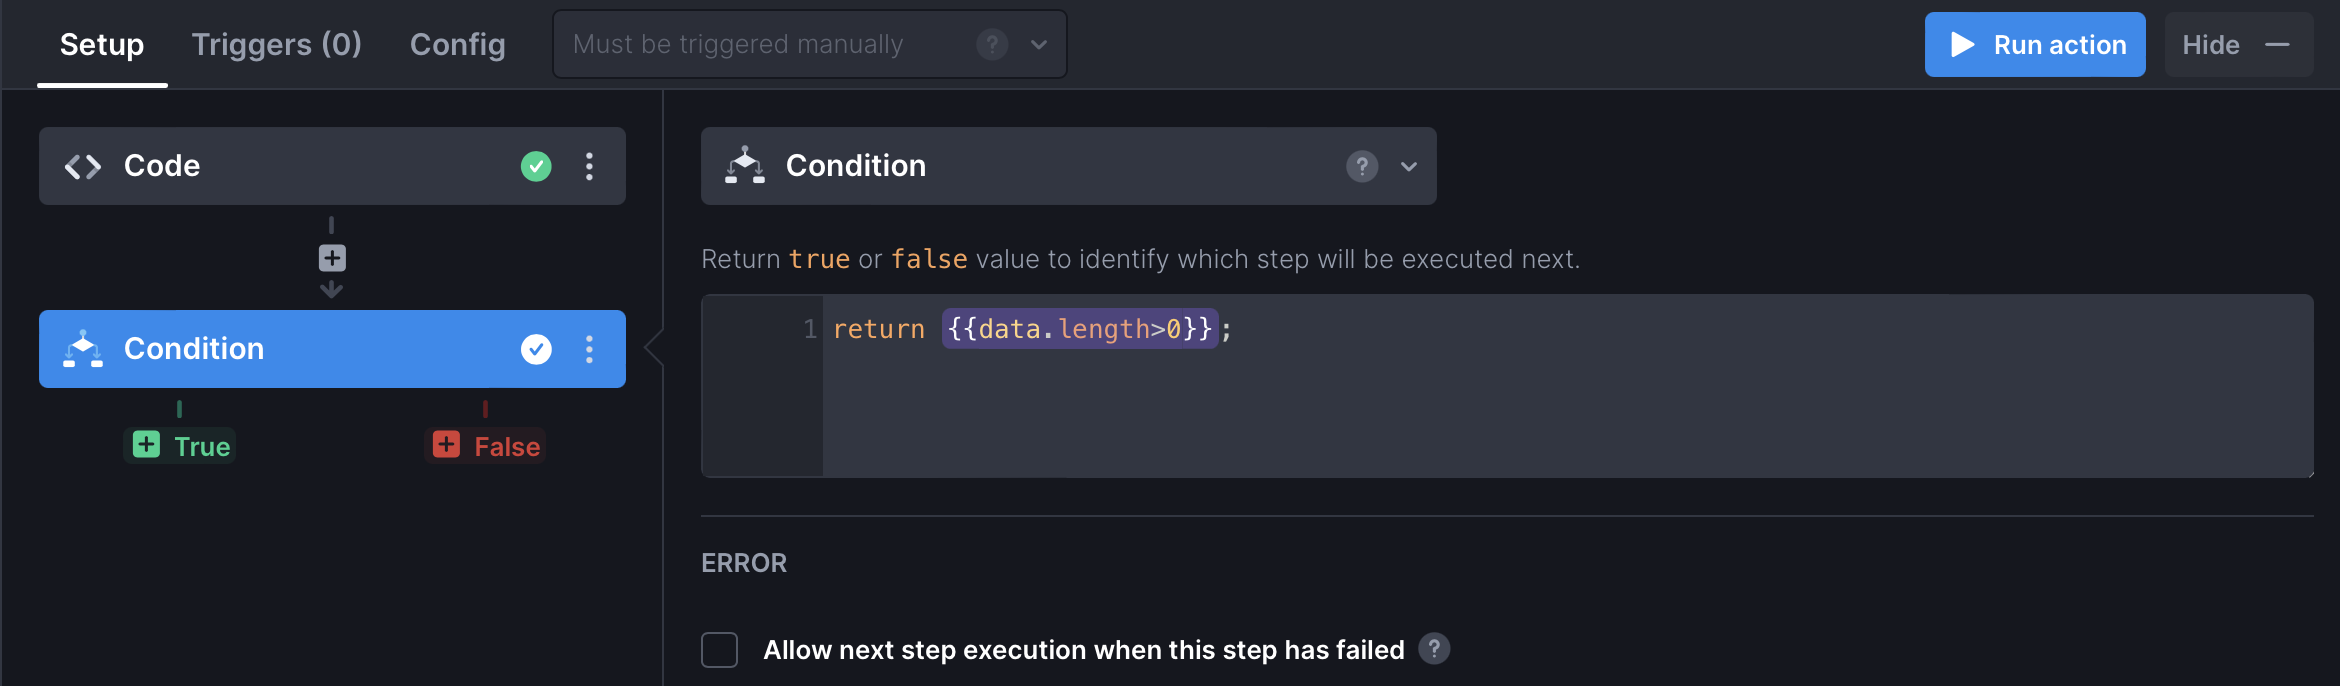 Setup
Triggers (0)
Config
Must be triggered manually
?
Run action
Hide
Code
Condition
True
False
Condition
?
Return true or false value to identify which step will be executed next.
1 return {{data.length>0}};
ERROR
Allow next step execution when this step has failed
?